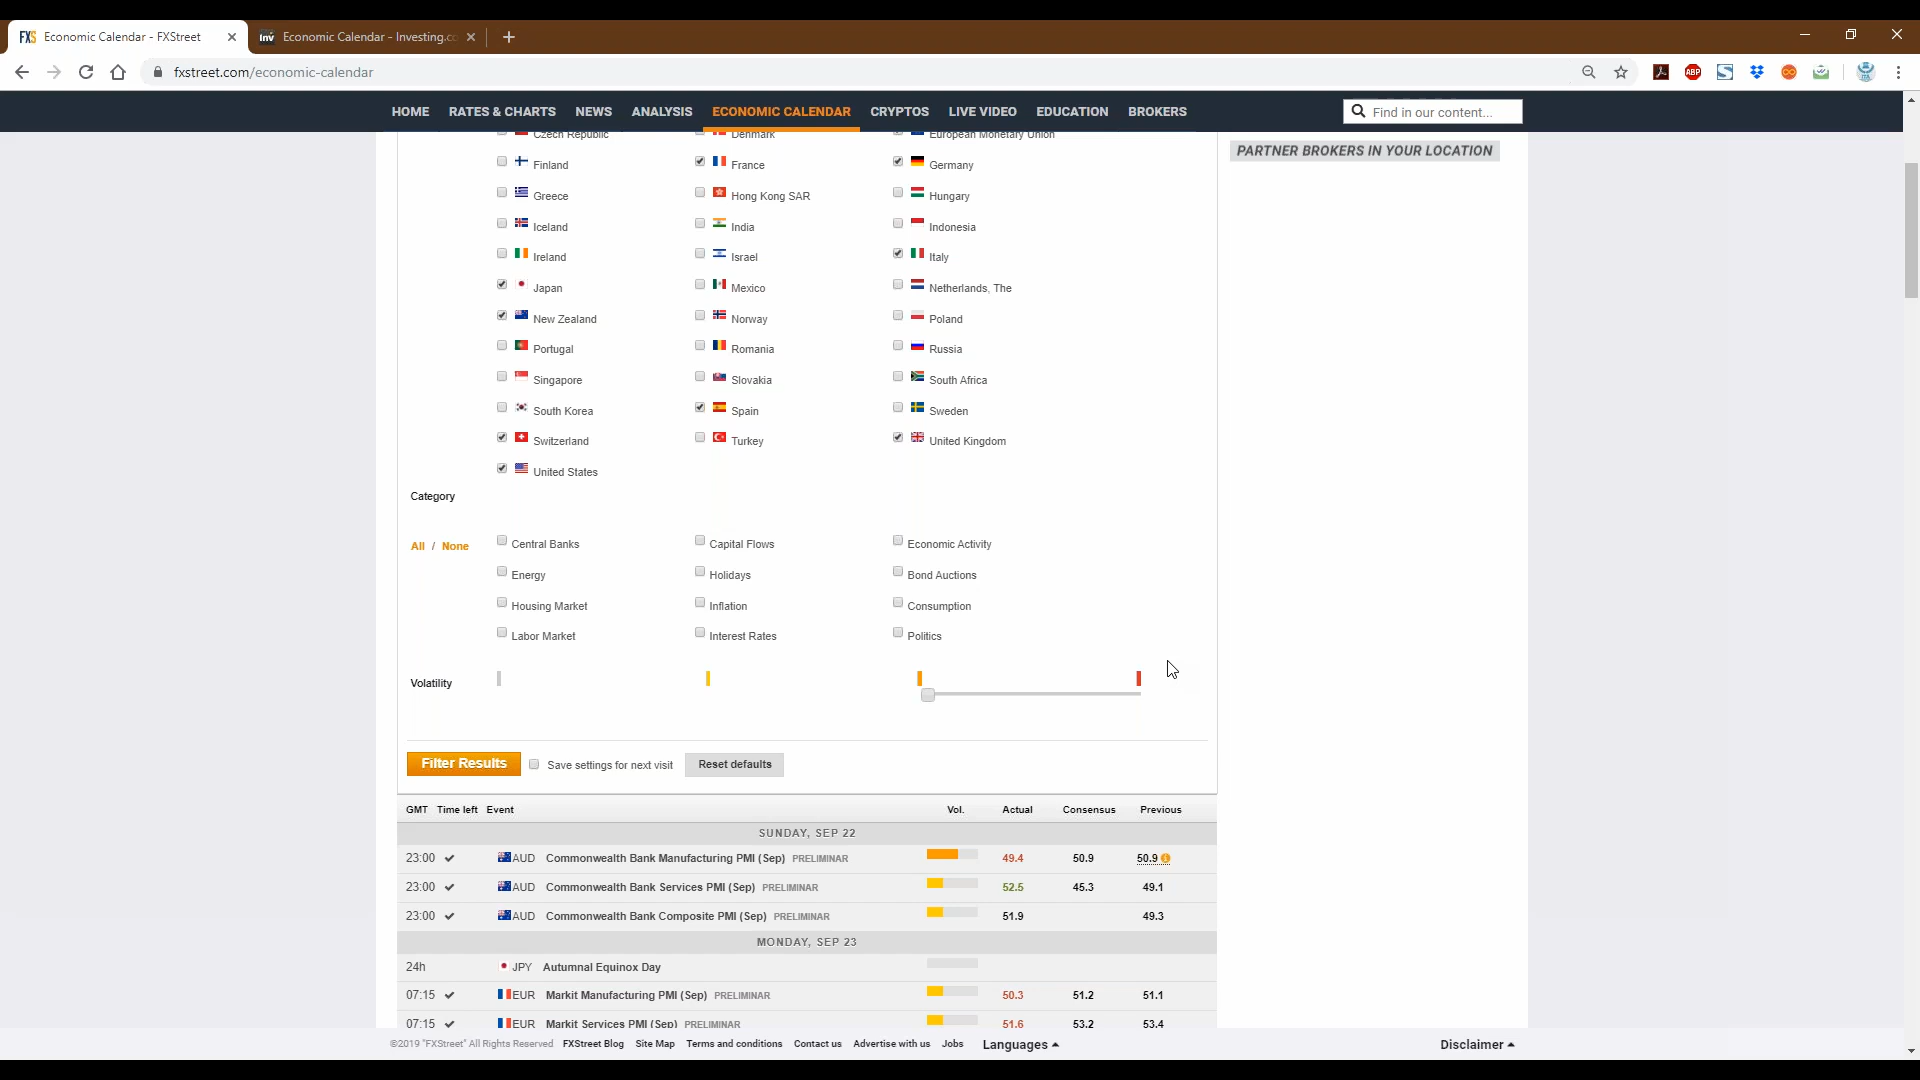 FXS Economic Calendar - FXStreet
Inv Economic Calendar - Investing.co
fxstreet.com/economic-calendar
ABP
HOME RATES & CHARTS NEWS ANALYSIS ECONOMIC CALENDAR CRYPTOS LIVE VIDEO EDUCATION BROKERS Find in our content...
Czech Republic Denmark European Monetary Union
PARTNER BROKERS IN YOUR LOCATION
Finland France Germany
Greece Hong Kong SAR Hungary
Iceland India Indonesia
Ireland Israel Italy
Japan Mexico Netherlands, The
New Zealand Norway Poland
Portugal Romania Russia
Singapore Slovakia South Africa
South Korea Spain Sweden
Switzerland Turkey United Kingdom
United States
Category
All / None Central Banks Capital Flows Economic Activity
Energy Holidays Bond Auctions
Housing Market Inflation Consumption
Labor Market Interest Rates Politics
Volatility
Filter Results Save settings for next visit Reset defaults
GMT Time left Event Vol. Actual Consensus Previous
SUNDAY, SEP 22
23:00 AUD Commonwealth Bank Manufacturing PMI (Sep) PRELIMINAR 49.4 50.9 50.9
23:00 AUD Commonwealth Bank Services PMI (Sep) PRELIMINAR 52.5 45.3 49.1
23:00 AUD Commonwealth Bank Composite PMI (Sep) PRELIMINAR 51.9 49.3
MONDAY, SEP 23
24h JPY Autumnal Equinox Day
07:15 EUR Markit Manufacturing PMI (Sep) PRELIMINAR 50.3 51.2 51.1
07:15 EUR Markit Services PMI (Sep) PRELIMINAR 51.6 53.2 53.4
©2019 "FXStreet" All Rights Reserved FXStreet Blog Site Map Terms and conditions Contact us Advertise with us Jobs Languages Disclaimer